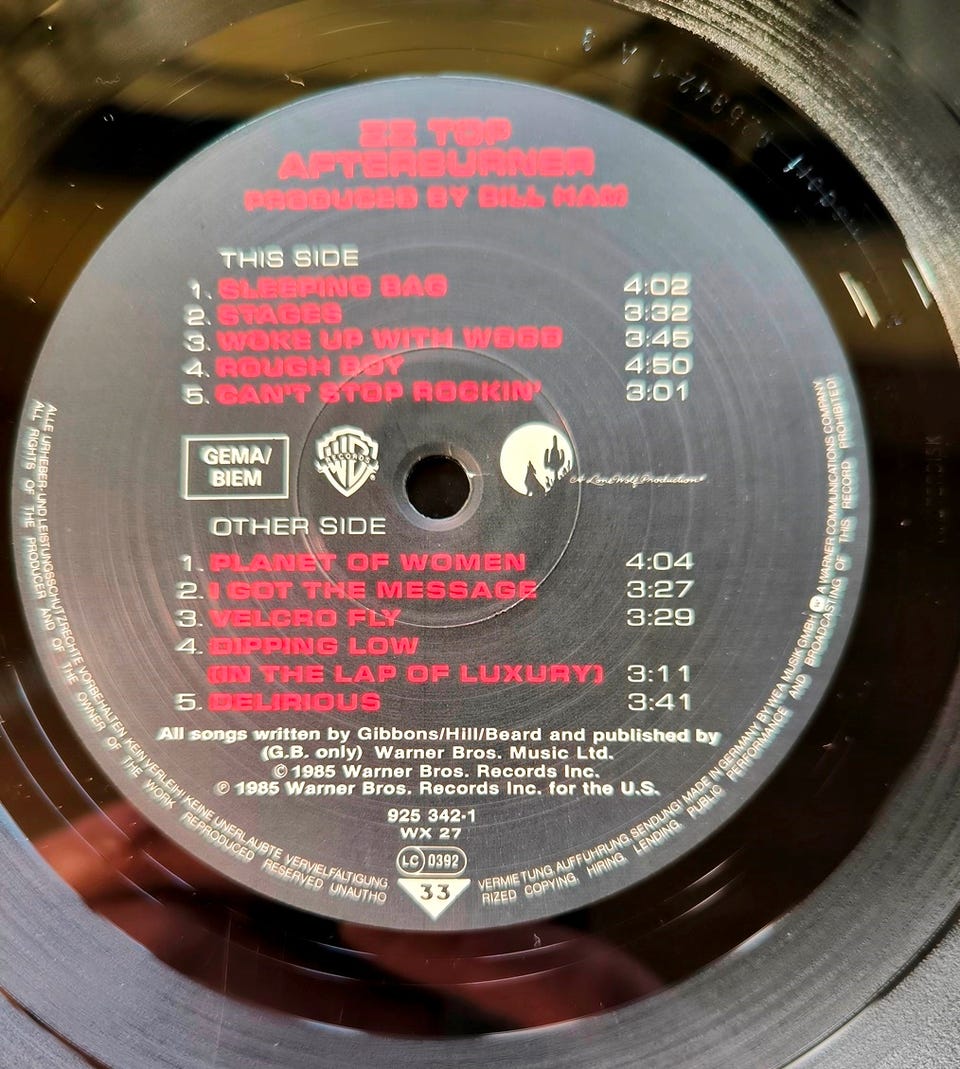 ZZ TOP
AFTERBURNER
PRODUCED BY BILL HAM
THIS SIDE
1. SLEEPING BAG 4:02
2. STAGES 3:32
3. WOKE UP WITH WOOD 3:45
4. ROUGH BOY 4:50
5. CAN'T STOP ROCKIN' 3:01
GEMA/
BIEM
WB
RECORDS
A Lone Wolf Production®
OTHER SIDE
1. PLANET OF WOMEN 4:04
2. I GOT THE MESSAGE 3:27
3. VELCRO FLY 3:29
4. DIPPING LOW
(IN THE LAP OF LUXURY) 3:11
5. DELIRIOUS 3:41
All songs written by Gibbons/Hill/Beard and published by
(G.B. only) Warner Bros. Music Ltd.
© 1985 Warner Bros. Records Inc.
℗ 1985 Warner Bros. Records Inc. for the U.S.
925 342-1
WX 27
LC 0392
33
ALLE URHEBER- UND LEISTUNGSSCHUTZRECHTE VORBEHALTEN KEIN VERLEIH! KEINE UNERLAUBTE VERVIELFÄLTIGUNG VERMIETUNG AUFFÜHRUNG SENDUNG! MADE IN GERMANY BY WEA MUSIK GMBH A WARNER COMMUNICATIONS COMPANY
ALL RIGHTS OF THE PRODUCER AND OF THE OWNER OF THE WORK REPRODUCED RESERVED UNAUTHORIZED COPYING, HIRING, LENDING, PUBLIC PERFORMANCE AND BROADCASTING OF THIS RECORD PROHIBITED!